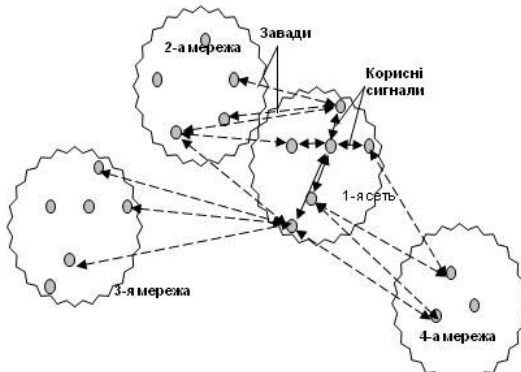 Завади
2-а мережа
Корисні
сигнали
1-я сеть
3-я мережа
4-а мережа